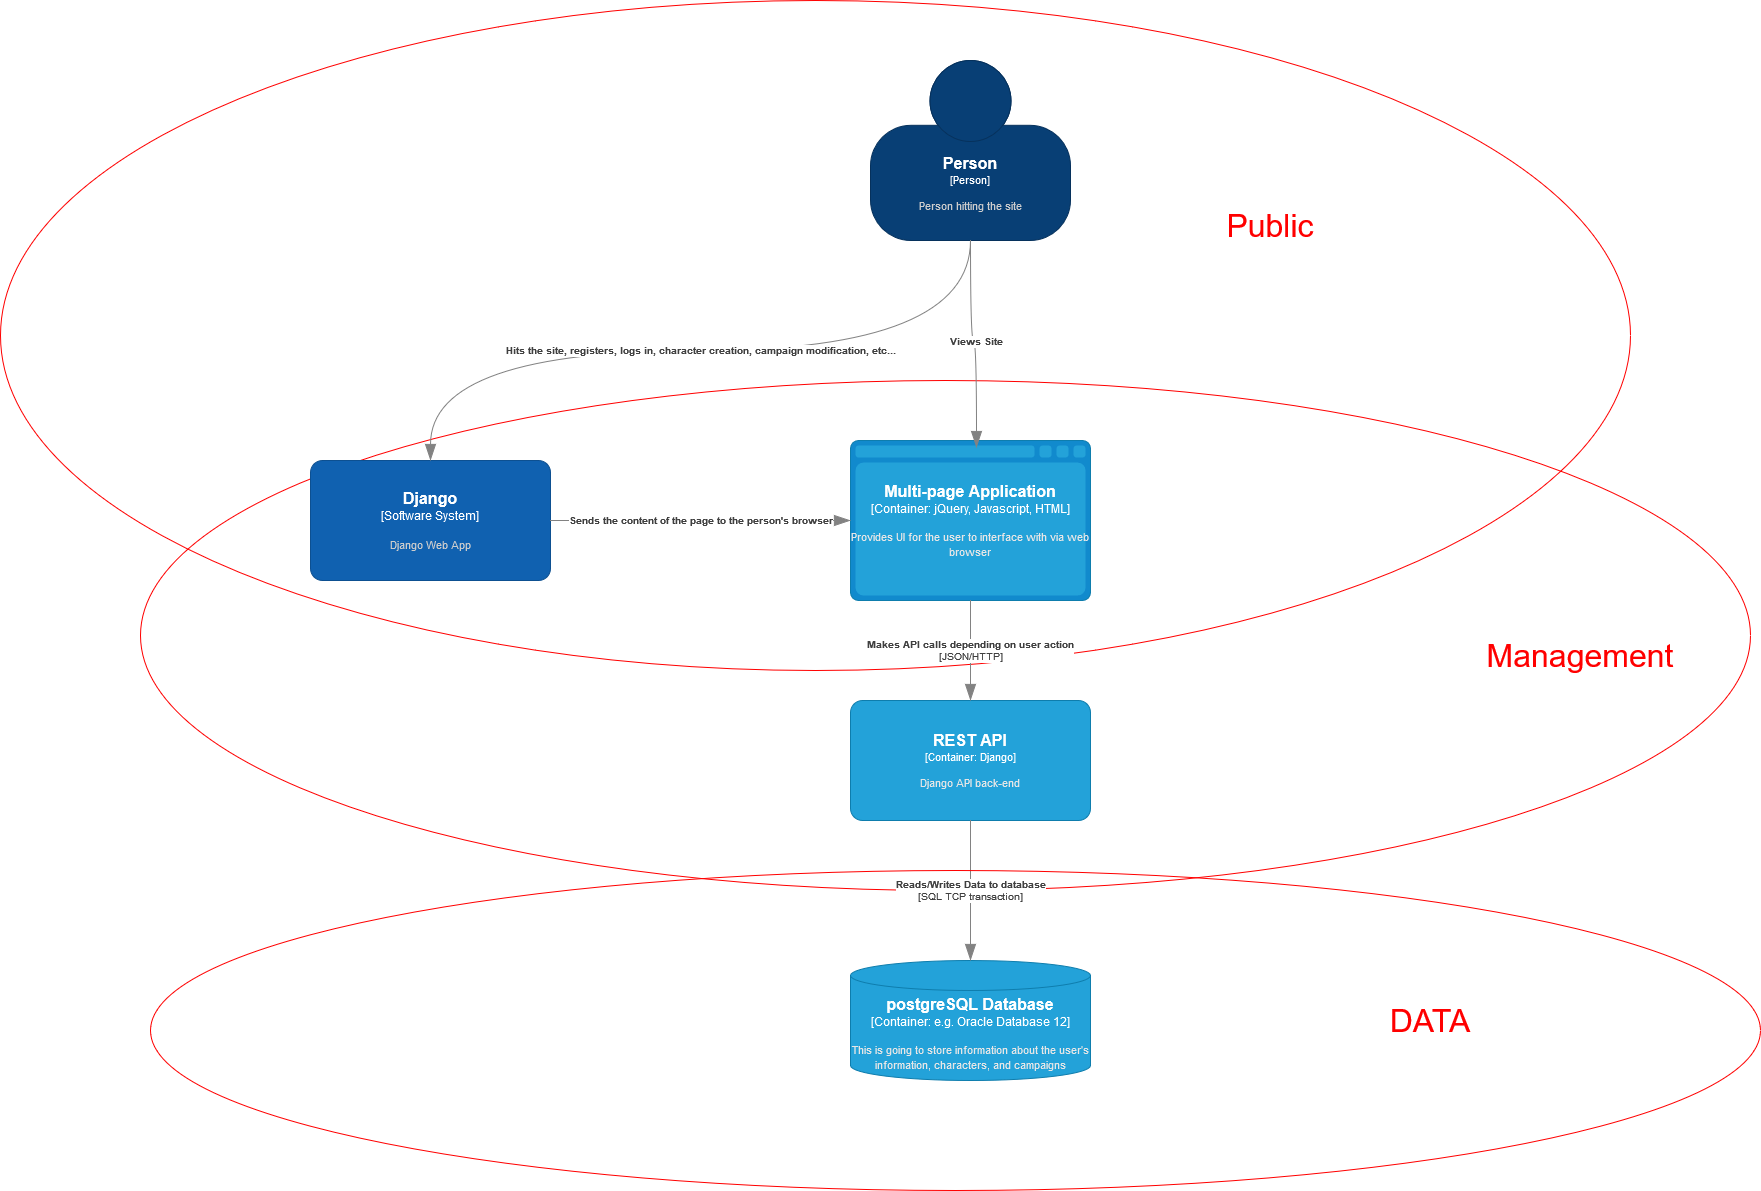 Person
[Person]
Person hitting the site
Public
Views Site
Hits the site, registers, logs in, character creation, campaign modification, etc...
Django
[Software System]
Django Web App
Sends the content of the page to the person's browser
Multi-page Application
[Container: jQuery, Javascript, HTML]
Provides UI for the user to interface with via web
browser
Makes API calls depending on user action
[JSON/HTTP]
Management
REST API
[Container: Django]
Django API back-end
Reads/Writes Data to database
[SQL TCP transaction]
postgreSQL Database
[Container: e.g. Oracle Database 12]
This is going to store information about the user's
information, characters, and campaigns
DATA